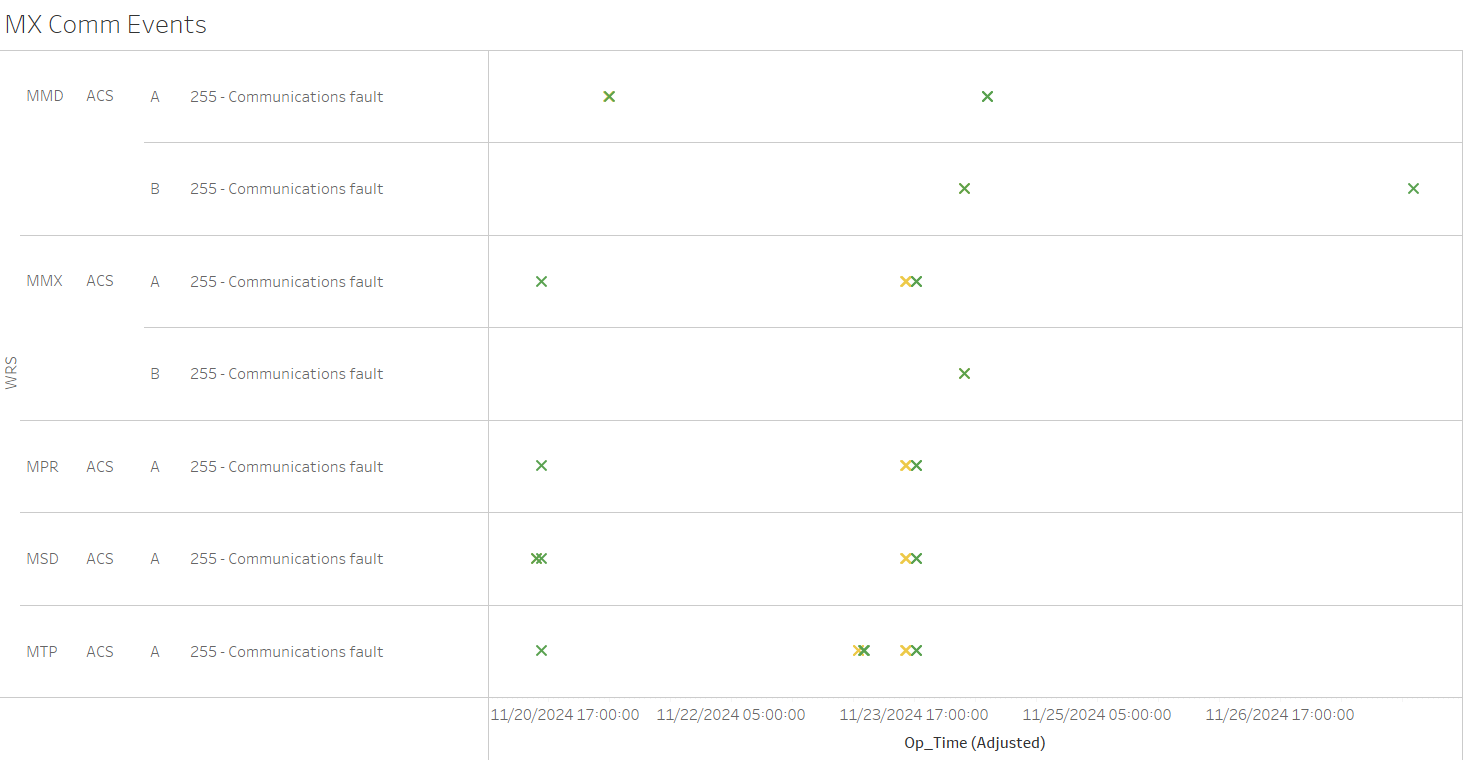 MX Comm Events
MMD ACS A 255 - Communications fault
B 255 - Communications fault
MMX ACS A 255 - Communications fault
WRS
B 255 - Communications fault
MPR ACS A 255 - Communications fault
MSD ACS A 255 - Communications fault
MTP ACS A 255 - Communications fault
11/20/2024 17:00:00 11/22/2024 05:00:00 11/23/2024 17:00:00 11/25/2024 05:00:00 11/26/2024 17:00:00
Op_Time (Adjusted)